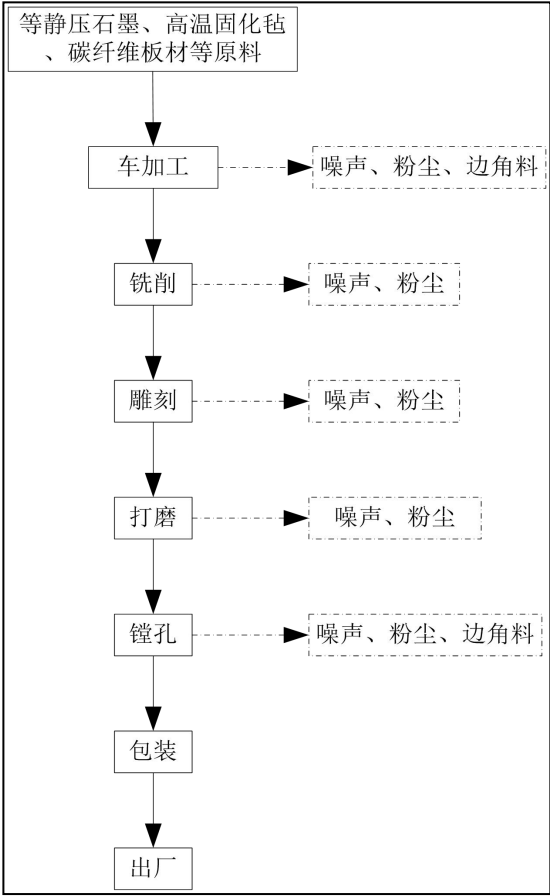 等静压石墨、高温固化毡
、碳纤维板材等原料
车加工
噪声、粉尘、边角料
铣削
噪声、粉尘
雕刻
噪声、粉尘
打磨
噪声、粉尘
镗孔
噪声、粉尘、边角料
包装
出厂